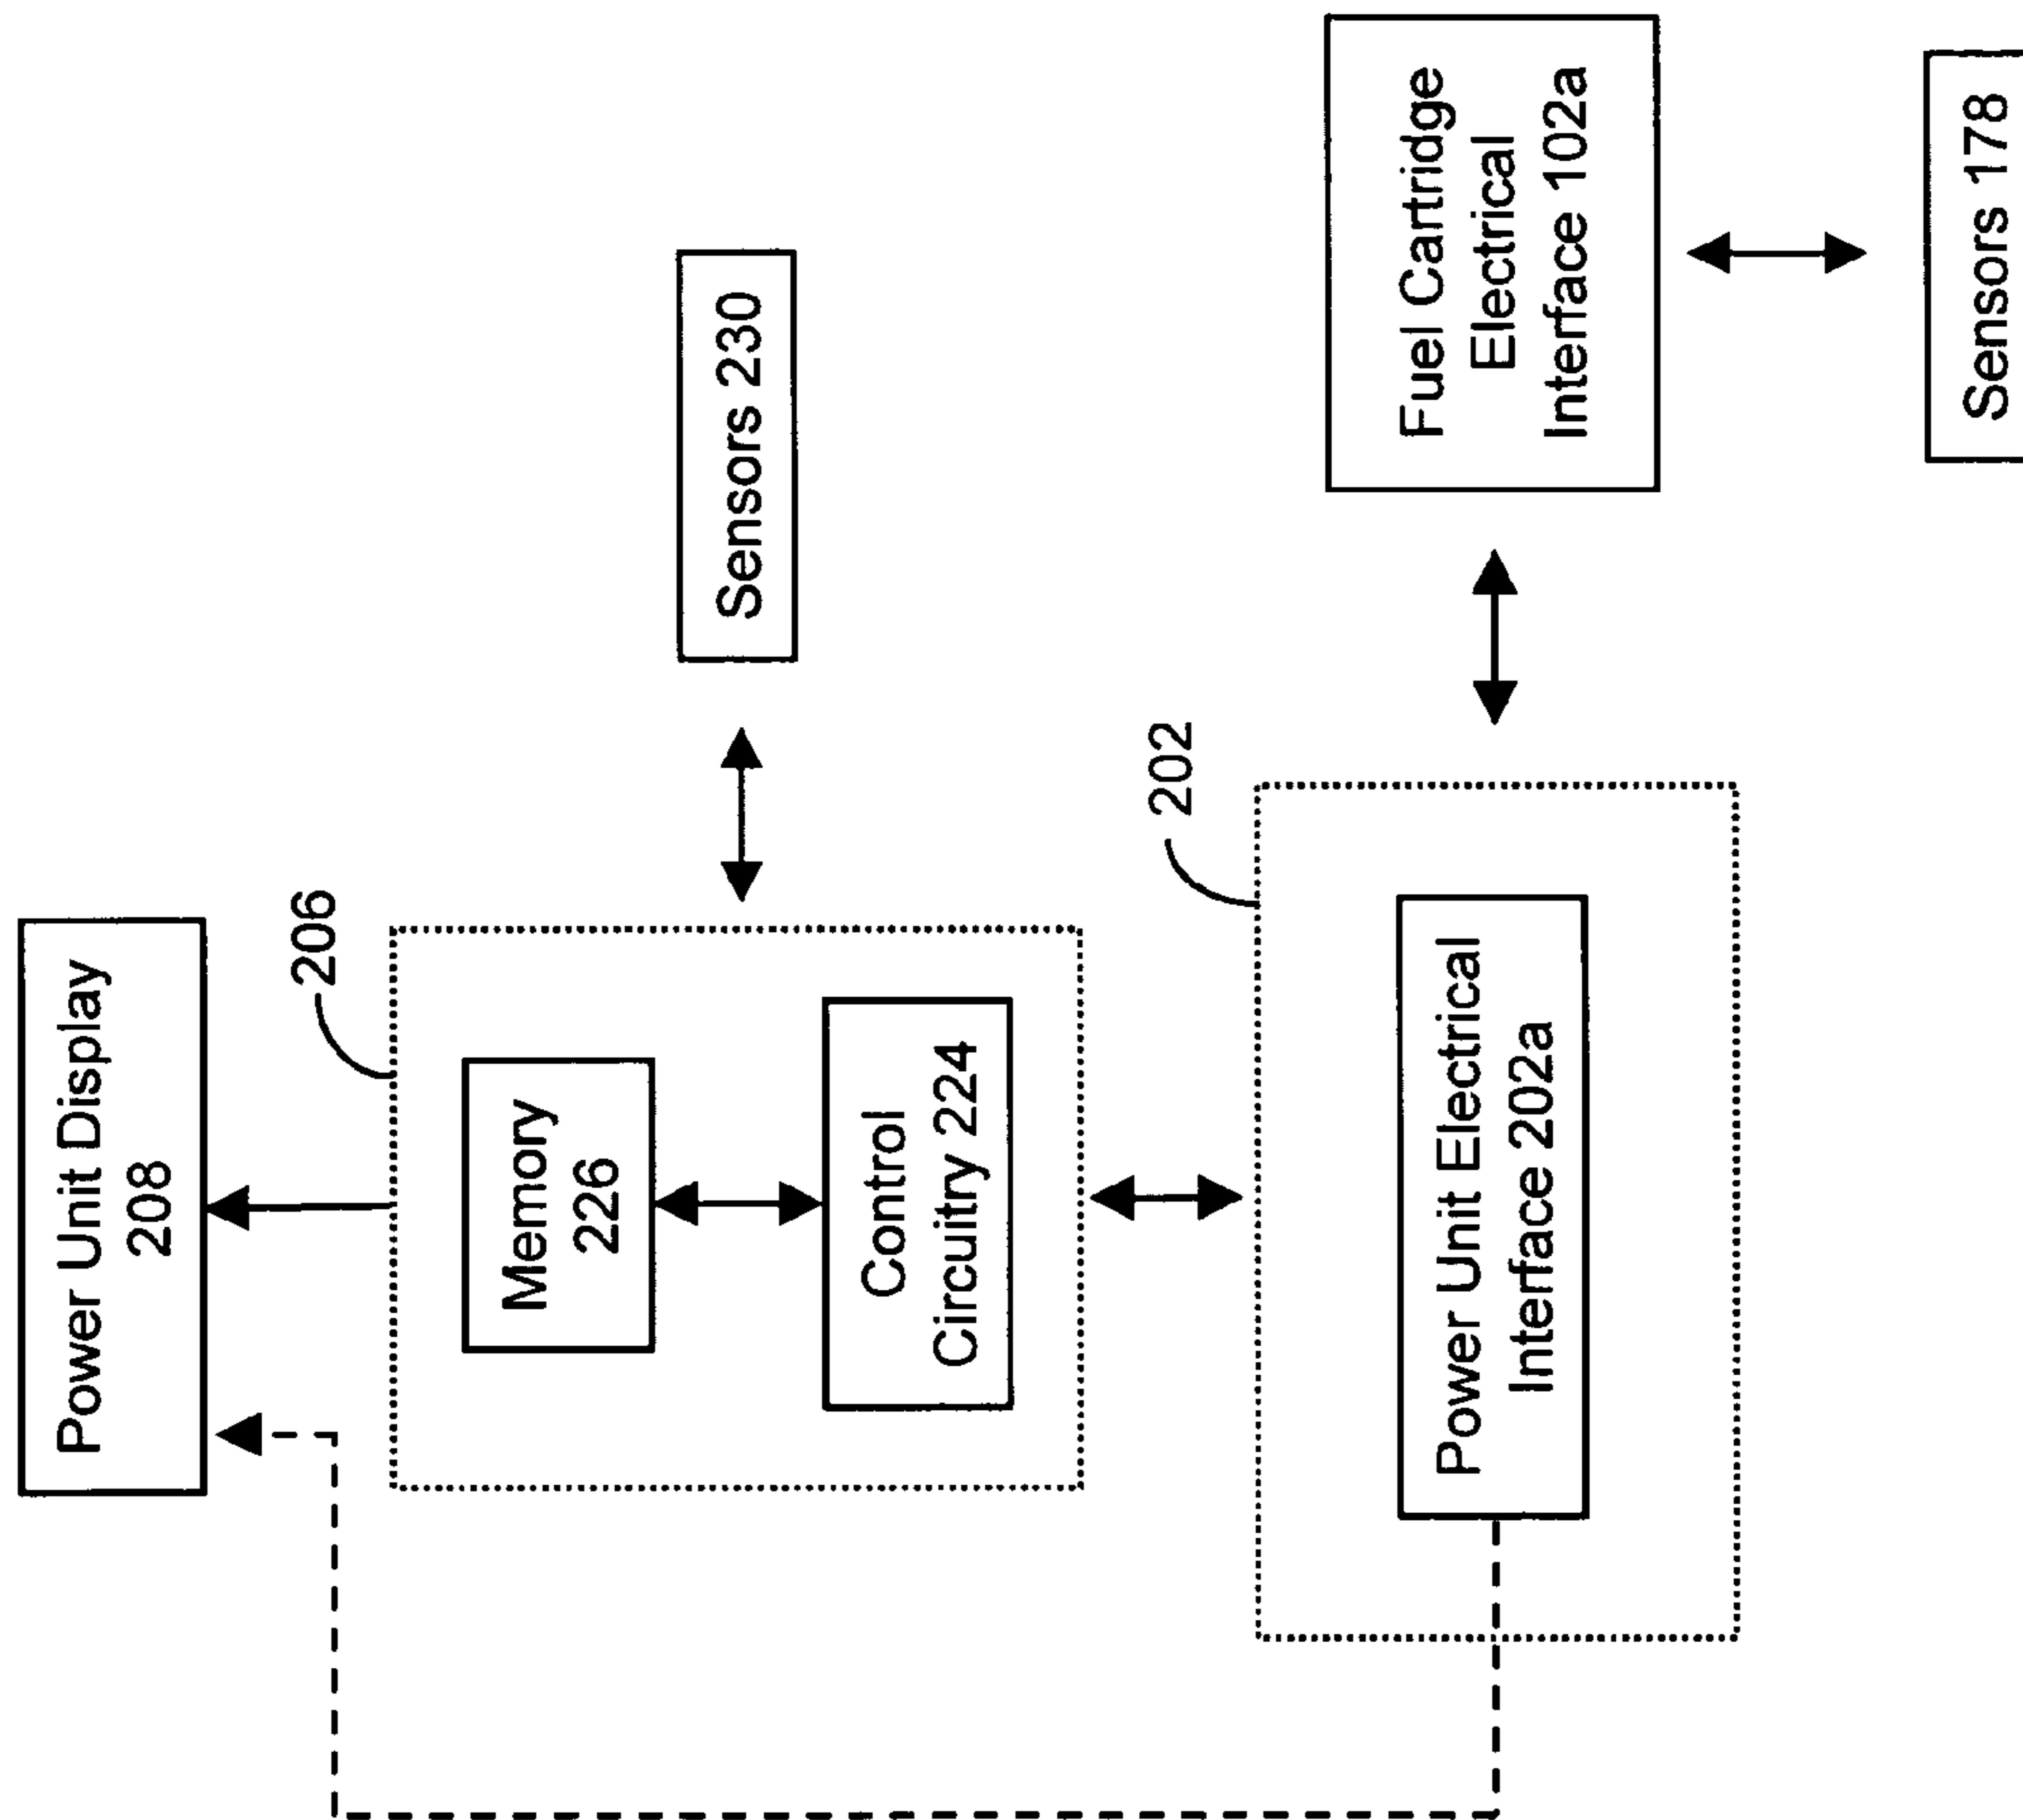 Power Unit Display
208
206
Memory
226
Control
Circuitry 224
Sensors 230
202
Power Unit Electrical
Interface 202a
Fuel Cartridge
Electrical
Interface 102a
Sensors 178